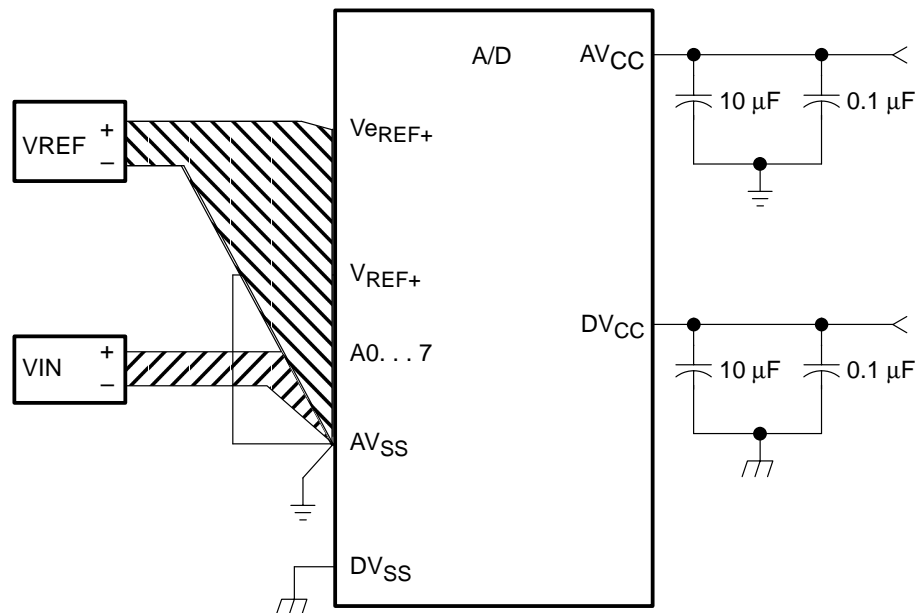 A/D
AVCC
10 μF
0.1 μF
VREF
+
–
VeREF+
VREF+
DVCC
VIN
+
–
A0. . . 7
10 μF
0.1 μF
AVSS
DVSS